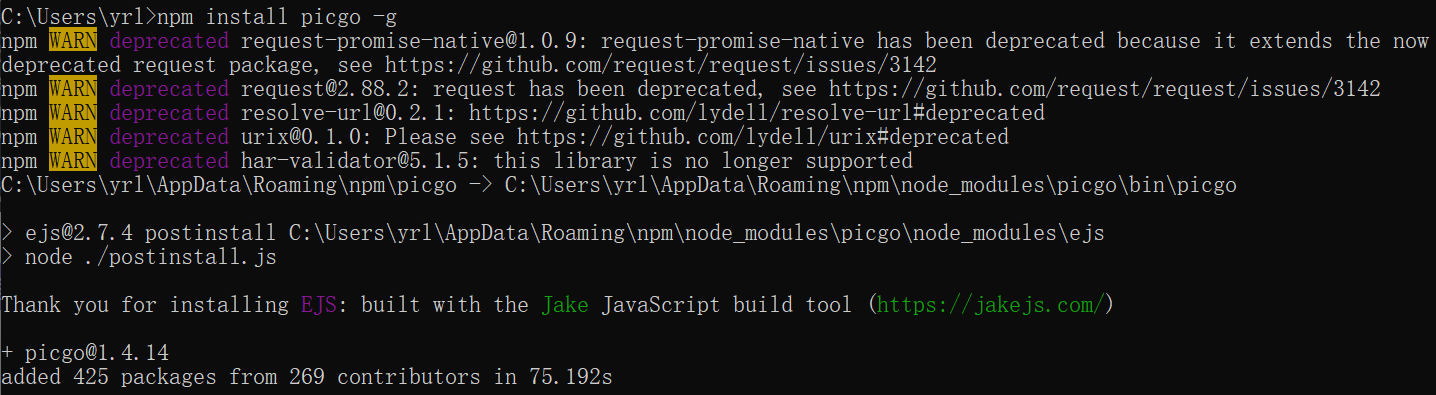 C:\Users\yrl>npm install picgo -g
npm WARN deprecated request-promise-native@1.0.9: request-promise-native has been deprecated because it extends the now
deprecated request package, see https://github.com/request/request/issues/3142
npm WARN deprecated request@2.88.2: request has been deprecated, see https://github.com/request/request/issues/3142
npm WARN deprecated resolve-url@0.2.1: https://github.com/lydell/resolve-url#deprecated
npm WARN deprecated urix@0.1.0: Please see https://github.com/lydell/urix#deprecated
npm WARN deprecated har-validator@5.1.5: this library is no longer supported
C:\Users\yrl\AppData\Roaming\npm\picgo -> C:\Users\yrl\AppData\Roaming\npm\node_modules\picgo\bin\picgo
> ejs@2.7.4 postinstall C:\Users\yrl\AppData\Roaming\npm\node_modules\picgo\node_modules\ejs
> node ./postinstall.js
Thank you for installing EJS: built with the Jake JavaScript build tool (https://jakejs.com/)
+ picgo@1.4.14
added 425 packages from 269 contributors in 75.192s